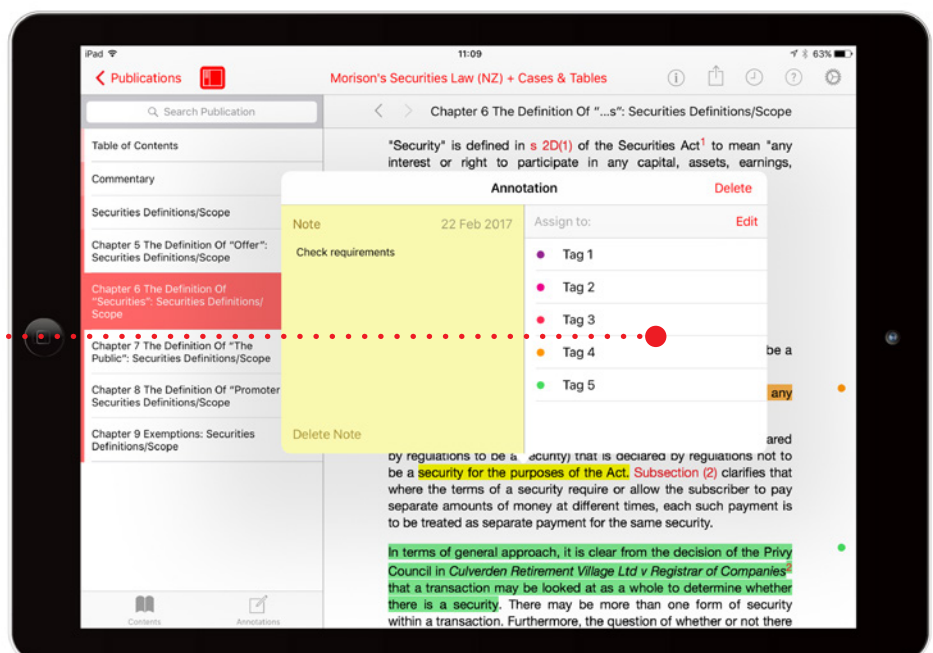 iPad
11:09
63%
Publications
Morison's Securities Law (NZ) + Cases & Tables
Search Publication
Chapter 6 The Definition Of "...s": Securities Definitions/Scope
Table of Contents
Commentary
Securities Definitions/Scope
Chapter 5 The Definition Of "Offer":
Securities Definitions/Scope
Chapter 6 The Definition Of
"Securities": Securities Definitions/
Scope
Chapter 7 The Definition Of "The
Public": Securities Definitions/Scope
Chapter 8 The Definition Of "Promoter
Securities Definitions/Scope
Chapter 9 Exemptions: Securities
Definitions/Scope
Contents
Annotations
"Security" is defined in s 2D(1) of the Securities Act1 to mean "any
interest or right to participate in any capital, assets, earnings,
Annotation
Delete
Note
22 Feb 2017
Check requirements
Delete Note
Assign to:
Edit
Tag 1
Tag 2
Tag 3
Tag 4
Tag 5
be a
any
ared
by regulations to be a security) that is declared by regulations not to
be a security for the purposes of the Act. Subsection (2) clarifies that
where the terms of a security require or allow the subscriber to pay
separate amounts of money at different times, each such payment is
to be treated as separate payment for the same security.
In terms of general approach, it is clear from the decision of the Privy
Council in Culverden Retirement Village Ltd v Registrar of Companies2
that a transaction may be looked at as a whole to determine whether
there is a security. There may be more than one form of security
within a transaction. Furthermore, the question of whether or not there